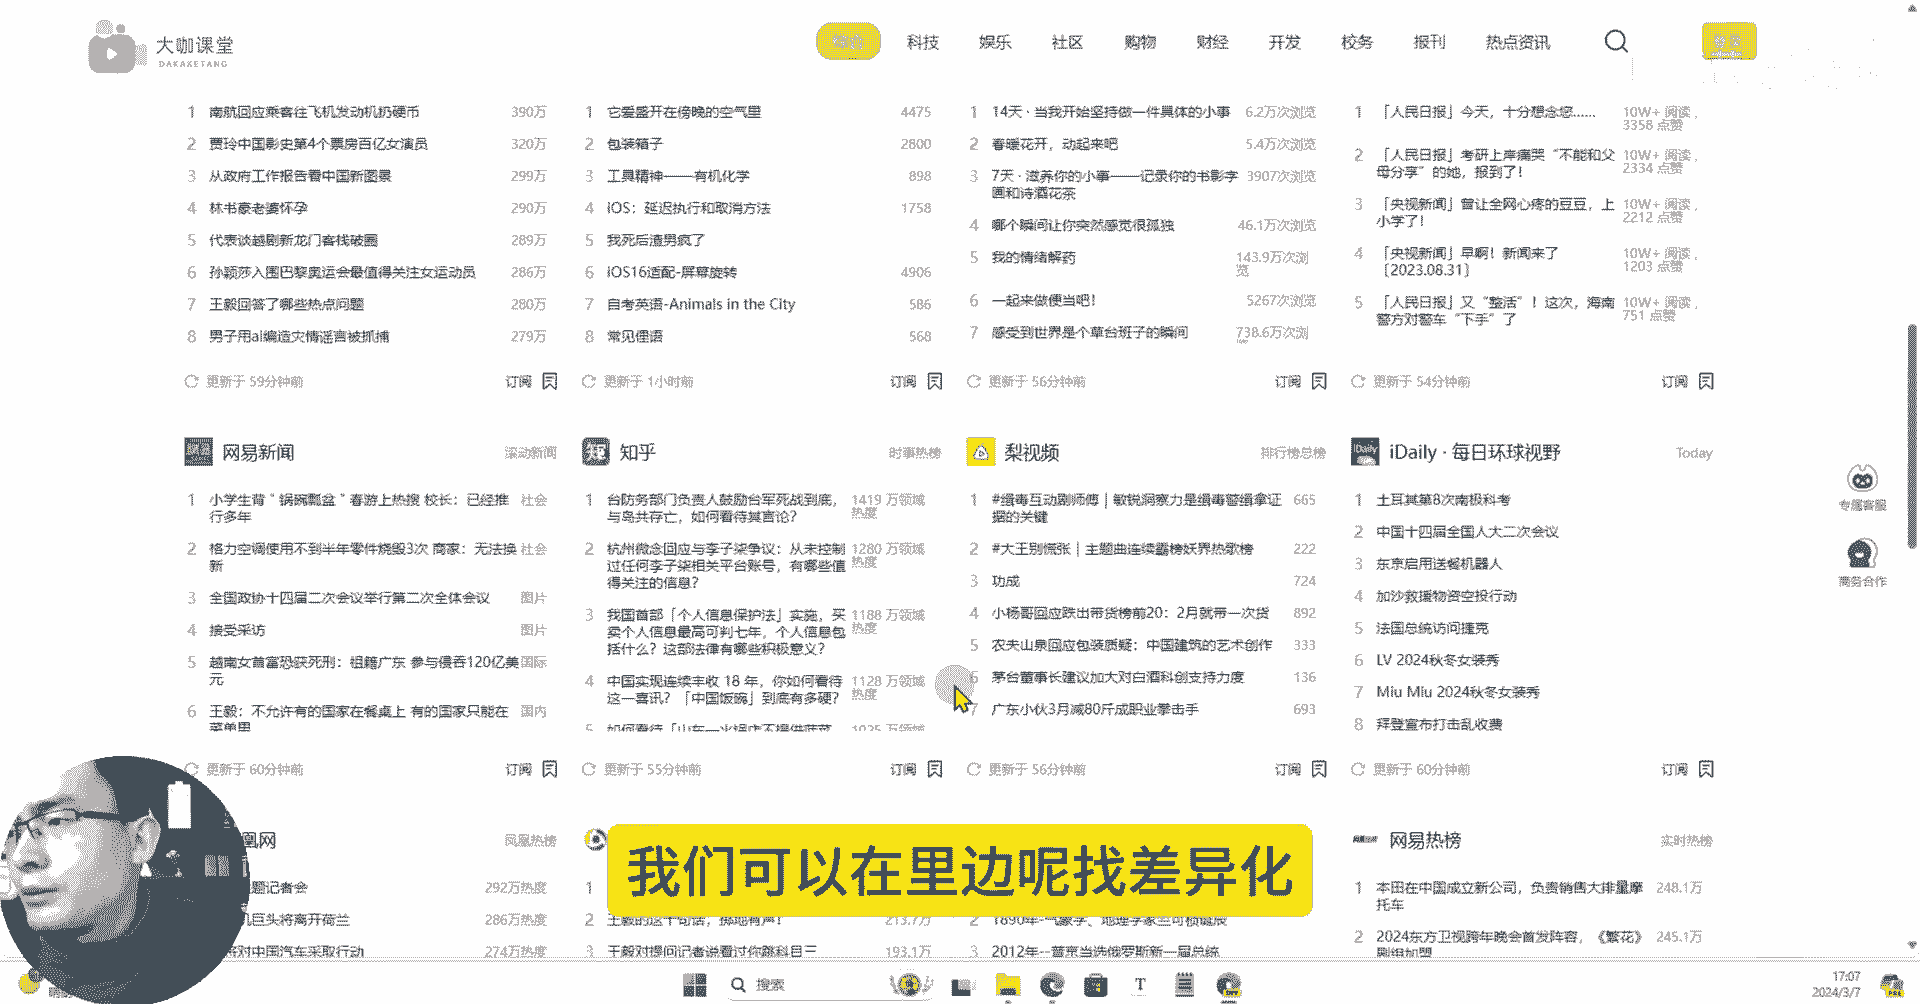 大咖课堂
DAKAKETANG
科技
娱乐
社区
购物
财经
开发
校务
报刊
热点资讯
1 南航回应乘客往飞机发动机扔硬币 390万
2 贾玲中国影史第4个票房百亿女演员 320万
3 从政府工作报告看中国新图景 299万
4 林书豪老婆怀孕 290万
5 代表谈越剧新龙门客栈破圈 289万
6 孙颖莎入围巴黎奥运会最值得关注女运动员 286万
7 王毅回答了哪些热点问题 280万
8 男子用ai编造灾情谣言被抓捕 279万
更新于 59分钟前 订阅
1 它爱盛开在傍晚的空气里 4475
2 包装箱子 2800
3 工具精神——有机化学 898
4 iOS：延迟执行和取消方法 1758
5 我死后渣男疯了
6 iOS16适配-屏幕旋转 4906
7 自考英语-Animals in the City 586
8 常见俚语 568
更新于 1小时前 订阅
1 14天 · 当我开始坚持做一件具体的小事 6.2万次浏览
2 春暖花开，动起来吧 5.4万次浏览
3 7天 · 滋养你的小事——记录你的书影字 3907次浏览
画和诗酒花茶
4 哪个瞬间让你突然感觉很孤独 46.1万次浏览
5 我的情绪解药 143.9万次浏
览
6 一起来做便当吧！ 5267次浏览
7 感受到世界是个草台班子的瞬间 738.6万次浏
更新于 56分钟前 订阅
1 「人民日报」今天，十分想念您…… 10W+ 阅读，
3358 点赞
2 「人民日报」考研上岸痛哭“不能和父 10W+ 阅读，
母分享”的她，报到了！ 2334 点赞
3 「央视新闻」曾让全网心疼的豆豆，上 10W+ 阅读，
小学了！ 2212 点赞
4 「央视新闻」早啊！新闻来了 10W+ 阅读，
〔2023.08.31〕 1203 点赞
5 「人民日报」又“整活”！这次，海南 10W+ 阅读，
警方对警车“下手”了 751 点赞
更新于 54分钟前 订阅
网易新闻 滚动新闻
1 小学生背“锅碗瓢盆”春游上热搜 校长：已经推 社会
行多年
2 格力空调使用不到半年零件烧毁3次 商家：无法换 社会
新
3 全国政协十四届二次会议举行第二次全体会议 图片
4 接受采访 图片
5 越南女首富恐获死刑：祖籍广东 参与侵吞120亿美 国际
元
6 王毅：不允许有的国家在餐桌上 有的国家只能在 国内
菜单里
更新于 60分钟前 订阅
知乎 时事热榜
1 台防务部门负责人鼓励台军死战到底， 1419 万领域
与岛共存亡，如何看待其言论？ 热度
2 杭州微念回应与李子柒争议：从未控制 1280 万领域
过任何李子柒相关平台账号，有哪些值 热度
得关注的信息？
3 我国首部「个人信息保护法」实施，买 1188 万领域
卖个人信息最高可判七年，个人信息包 热度
括什么？这部法律有哪些积极意义？
4 中国实现连续丰收 18 年，你如何看待 1128 万领域
这一喜讯？「中国饭碗」到底有多硬？ 热度
5 如何看待「山东一火锅店不提供蔬菜 1025 万领域
更新于 55分钟前 订阅
梨视频 排行榜总榜
1 #缉毒互动剧师傅｜敏锐洞察力是缉毒警缉拿证 665
据的关键
2 #大王别慌张｜主题曲连续霸榜妖界热歌榜 222
3 功成 724
4 小杨哥回应跌出带货榜前20：2月就带一次货 892
5 农夫山泉回应包装质疑：中国建筑的艺术创作 333
6 茅台董事长建议加大对白酒科创支持力度 136
7 广东小伙3月减80斤成职业拳击手 693
更新于 56分钟前 订阅
iDaily · 每日环球视野 Today
1 土耳其第8次南极科考
2 中国十四届全国人大二次会议
3 东京启用送餐机器人
4 加沙救援物资空投行动
5 法国总统访问捷克
6 LV 2024秋冬女装秀
7 Miu Miu 2024秋冬女装秀
8 拜登宣布打击乱收费
更新于 60分钟前 订阅
专属客服
商务合作
凰网 凤凰热榜
题记者会 292万热度
几巨头将离开荷兰 286万热度
将对中国汽车采取行动 274万热度
1
2 王毅的这个句话，掷地有声！ 213.7万
3 王毅对提问记者说看过你跳科目三 193.1万
2 1890年-气象学、地理学家竺可桢诞辰
3 2012年--普京当选俄罗斯新一届总统
网易热榜 实时热榜
1 本田在中国成立新公司，负责销售大排量摩 248.1万
托车
2 2024东方卫视跨年晚会首发阵容，《繁花》 245.1万
剧组加盟
我们可以在里边呢找差异化
搜索
17:07
2024/3/7